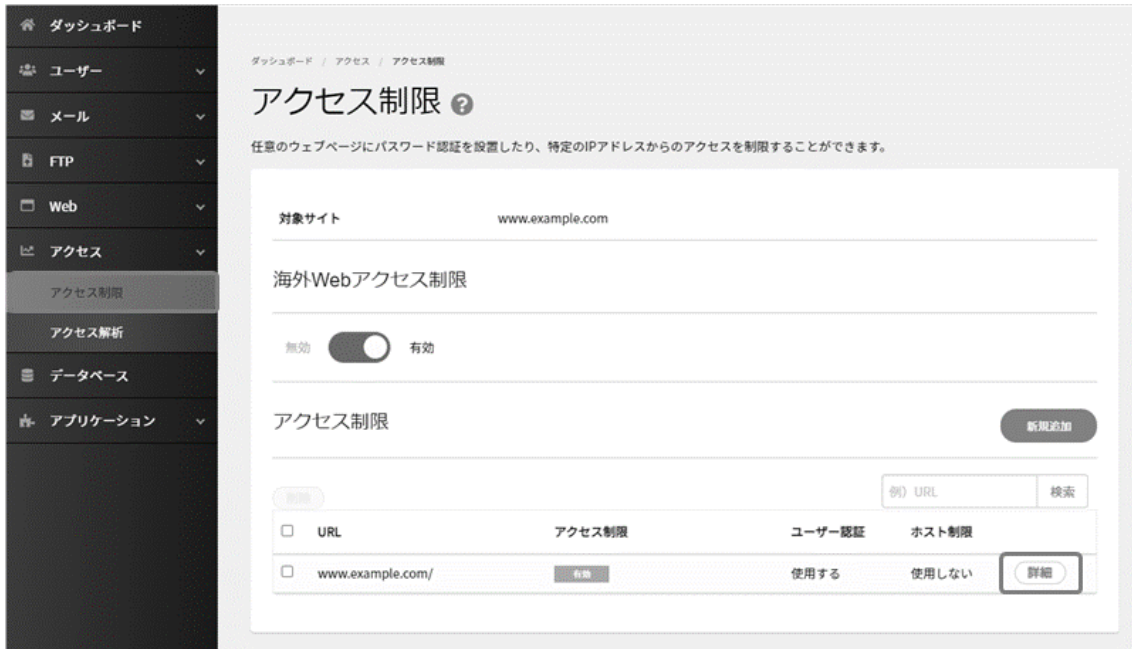 ダッシュボード
ユーザー
メール
FTP
Web
アクセス
アクセス制限
アクセス解析
データベース
アプリケーション
ダッシュボード / アクセス / アクセス制限
アクセス制限 ?
任意のウェブページにパスワード認証を設置したり、特定のIPアドレスからのアクセスを制限することができます。
対象サイト www.example.com
海外Webアクセス制限
無効 有効
アクセス制限 新規追加
削除 例）URL 検索
URL アクセス制限 ユーザー認証 ホスト制限
www.example.com/ 有効 使用する 使用しない 詳細